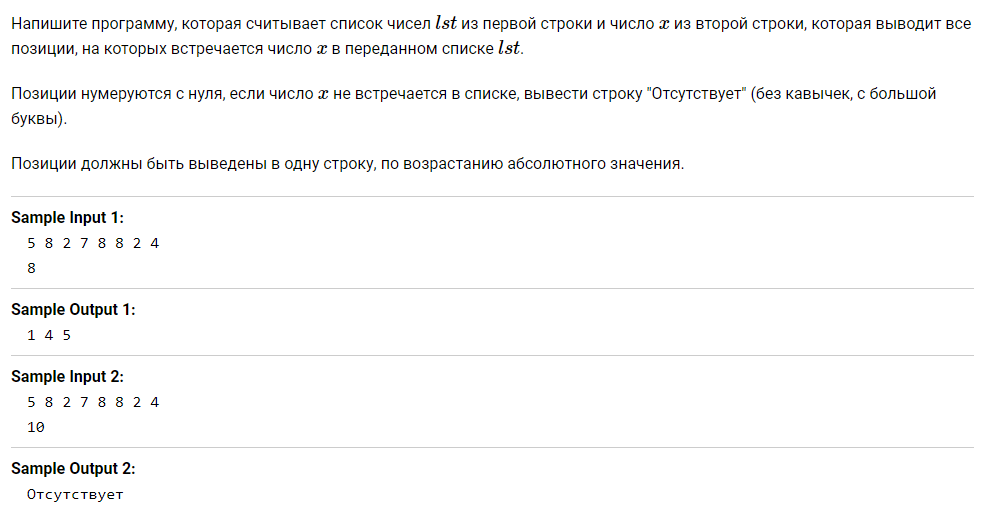 Напишите программу, которая считывает список чисел lst из первой строки и число x из второй строки, которая выводит все
позиции, на которых встречается число x в переданном списке lst.
Позиции нумеруются с нуля, если число x не встречается в списке, вывести строку "Отсутствует" (без кавычек, с большой
буквы).
Позиции должны быть выведены в одну строку, по возрастанию абсолютного значения.
Sample Input 1:
5 8 2 7 8 8 2 4
8
Sample Output 1:
1 4 5
Sample Input 2:
5 8 2 7 8 8 2 4
10
Sample Output 2:
Отсутствует